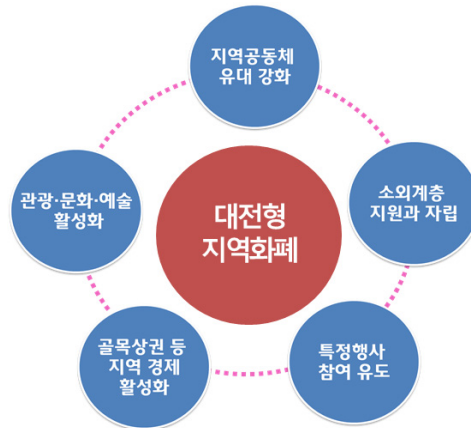 지역공동체
유대 강화
관광·문화·예술
활성화
대전형
지역화폐
소외계층
지원과 자립
골목상권 등
지역 경제
활성화
특정행사
참여 유도